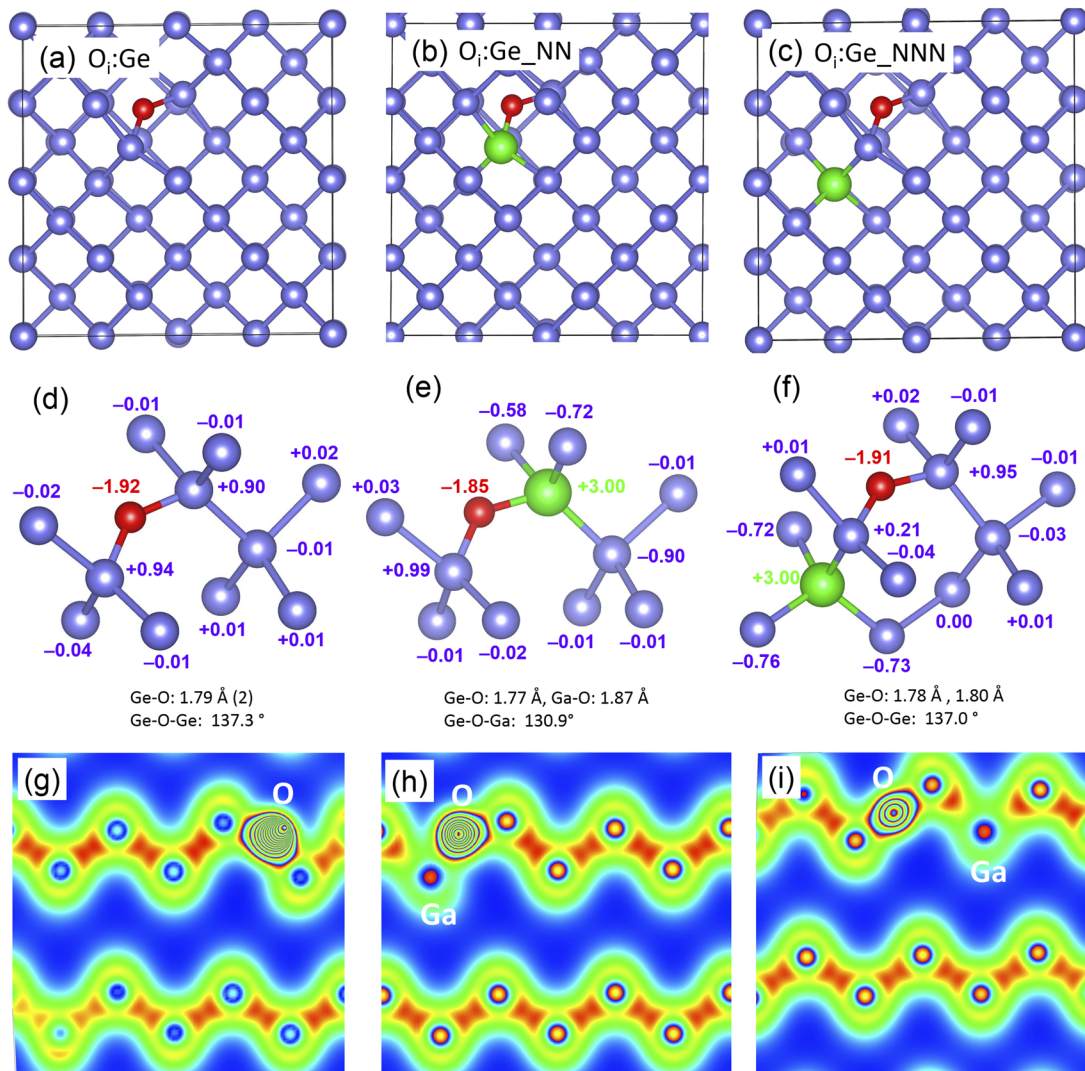 (a) Oᵢ:Ge
(b) Oᵢ:Ge_NN
(c) Oᵢ:Ge_NNN
(d)
−0.01
−0.01
+0.02
−0.02
−1.92
+0.90
−0.01
+0.94
+0.01
−0.04
−0.01
+0.01
Ge-O: 1.79 Å (2)
Ge-O-Ge: 137.3 °
(e)
−0.58
−0.72
−0.01
+0.03
−1.85
+3.00
−0.90
+0.99
−0.01
−0.02
−0.01
−0.01
Ge-O: 1.77 Å, Ga-O: 1.87 Å
Ge-O-Ga: 130.9°
(f)
+0.02
−0.01
−1.91
+0.01
+0.95
−0.01
−0.72
+0.21
−0.03
−0.04
+3.00
0.00
+0.01
−0.76
−0.73
Ge-O: 1.78 Å , 1.80 Å
Ge-O-Ge: 137.0 °
(g)
O
(h)
O
Ga
(i)
O
Ga